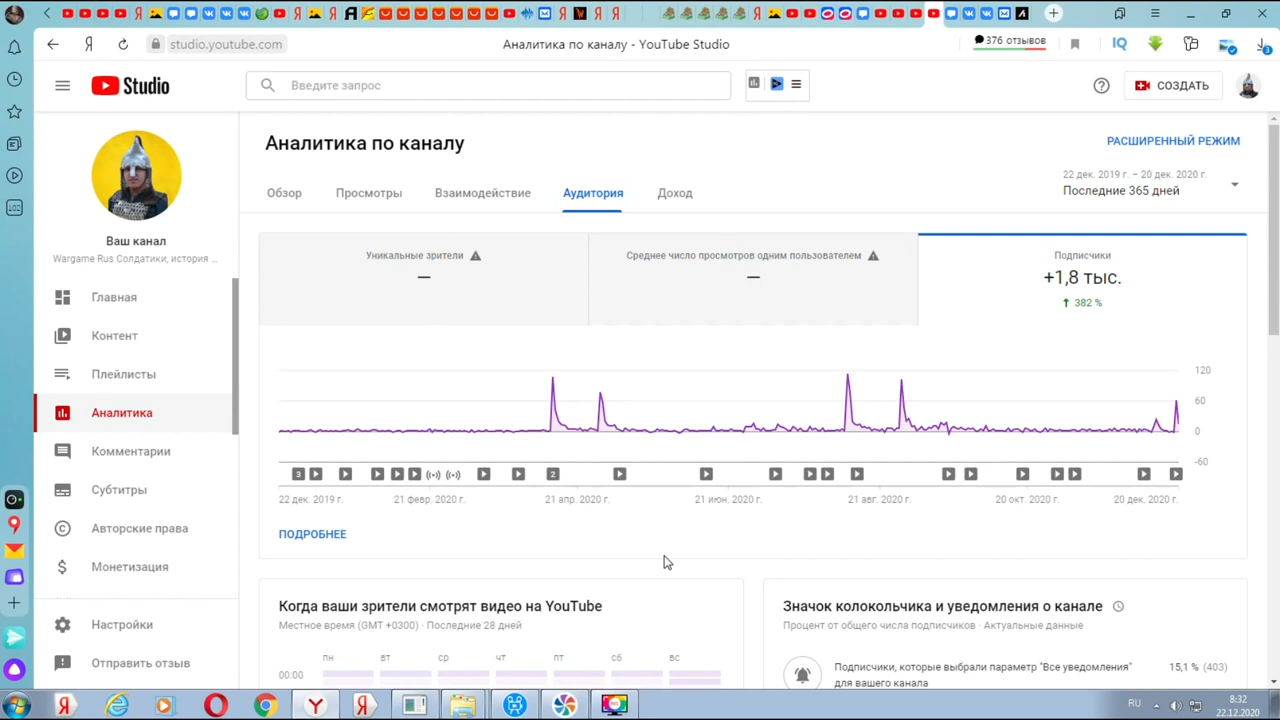 studio.youtube.com
Аналитика по каналу - YouTube Studio
376 отзывов
IQ
3
Studio
Введите запрос
СОЗДАТЬ
Ваш канал
Wargame Rus Солдатики, история ...
Главная
Контент
Плейлисты
Аналитика
Комментарии
Субтитры
Авторские права
Монетизация
Настройки
Отправить отзыв
Аналитика по каналу
РАСШИРЕННЫЙ РЕЖИМ
Обзор
Просмотры
Взаимодействие
Аудитория
Доход
22 дек. 2019 г. – 20 дек. 2020 г.
Последние 365 дней
Уникальные зрители
—
Среднее число просмотров одним пользователем
—
Подписчики
+1,8 тыс.
382 %
120
60
0
-60
3
2
22 дек. 2019 г.
21 февр. 2020 г.
21 апр. 2020 г.
21 июн. 2020 г.
21 авг. 2020 г.
20 окт. 2020 г.
20 дек. 2020 г.
ПОДРОБНЕЕ
Когда ваши зрители смотрят видео на YouTube
Местное время (GMT +0300) · Последние 28 дней
пн вт ср чт пт сб вс
00:00
Значок колокольчика и уведомления о канале
Процент от общего числа подписчиков · Актуальные данные
Подписчики, которые выбрали параметр "Все уведомления"
для вашего канала
15,1 % (403)
RU
8:32
22.12.2020